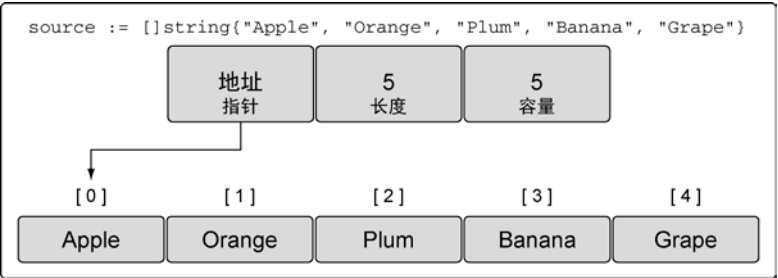 source := []string{"Apple", "Orange", "Plum", "Banana", "Grape"}
地址 5 5
指针 长度 容量
[0] [1] [2] [3] [4]
Apple Orange Plum Banana Grape